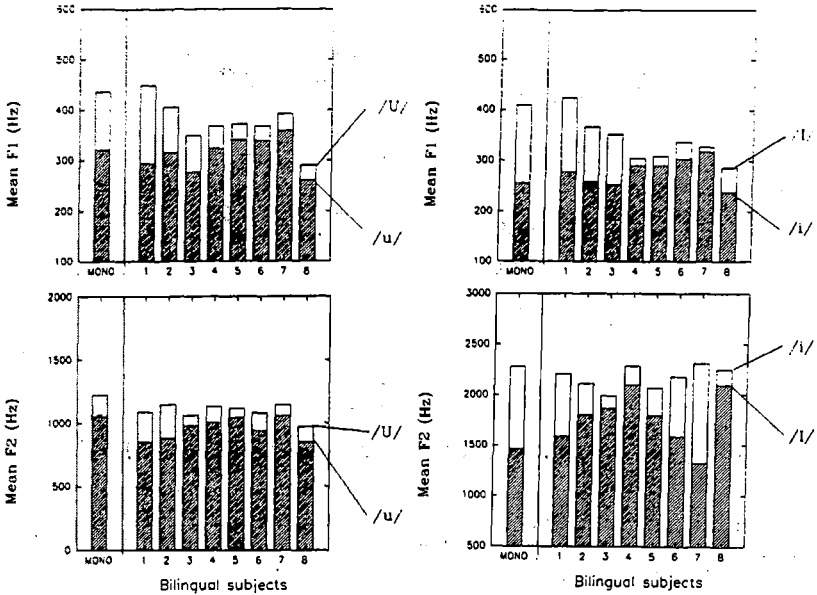 Mean F1 (Hz)
600
500
400
300
200
100
/U/
/u/
MONO 1 2 3 4 5 6 7 8
Mean F1 (Hz)
600
500
400
300
200
100
/I/
/i/
MONO 1 2 3 4 5 6 7 8
Mean F2 (Hz)
2000
1500
1000
500
0
/U/
/u/
MONO 1 2 3 4 5 6 7 8
Bilingual subjects
Mean F2 (Hz)
3000
2500
2000
1500
500
/i/
/I/
MONO 1 2 3 4 5 6 7 8
Bilingual subjects